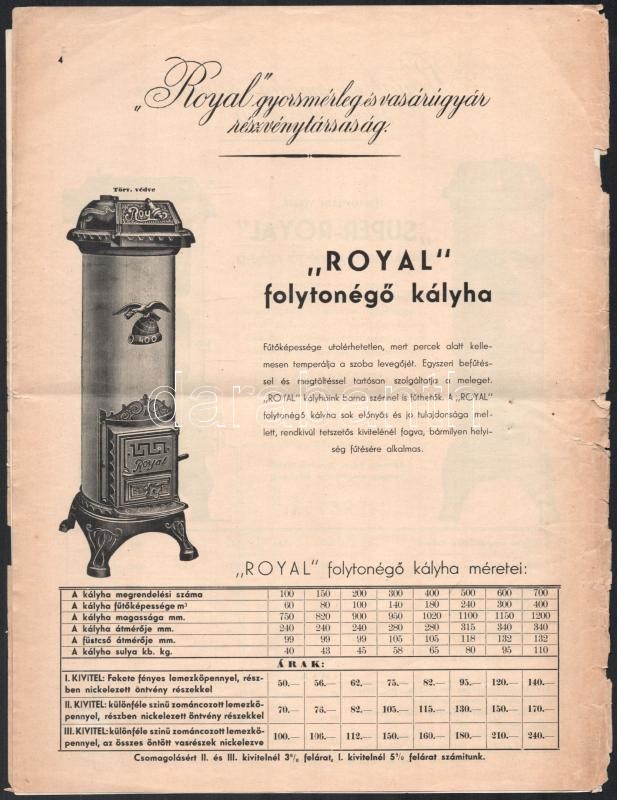 4
„Royal" gyorsmérleg és vasárúgyár
részvénytársaság.
Törv. védve
Royal
400
Royal
„ROYAL"
folytonégő kályha
Fűtőképessége utolérhetetlen, mert percek alatt kelle-
mesen temperálja a szoba levegőjét. Egyszeri befűtés-
sel és megtöltéssel tartósan szolgáltatja a meleget.
„ROYAL" kályháink barna szénnel is fűthetők. A „ROYAL"
folytonégő kályha sok előnyös és jó tulajdonsága mel-
lett, rendkívül tetszetős kivitelénél fogva, bármilyen helyi-
ség fűtésére alkalmas.
darabanth
„ROYAL" folytonégő kályha méretei:
A kályha megrendelési száma 100 150 200 300 400 500 600 700
A kályha fűtőképessége m³ 60 80 100 140 180 240 300 400
A kályha magassága mm. 750 820 900 950 1020 1100 1150 1200
A kályha átmérője mm. 240 240 240 280 280 315 340 340
A füstcső átmérője mm. 99 99 99 105 105 118 132 132
A kályha sulya kb. kg. 40 43 45 58 65 80 95 110
ÁRAK:
I. KIVITEL: Fekete fényes lemezköpennyel, rész-
ben nikkelezett öntvény részekkel 50.— 56.— 62.— 75.— 82.— 95.— 120.— 140.—
II. KIVITEL: különféle szinű zománcozott lemezkö-
pennyel, részben nikelezett öntvény részekkel 70.— 76.— 82.— 105.— 115.— 130.— 150.— 170.—
III. KIVITEL: különféle szinű zománcozott lemezkö-
pennyel, az összes öntött vasrészek nikelezve 100.— 106.— 112.— 150.— 160.— 180.— 210.— 240.—
Csomagolásért II. és III. kivitelnél 3% felárat, I. kivitelnél 5% felárat számitunk.